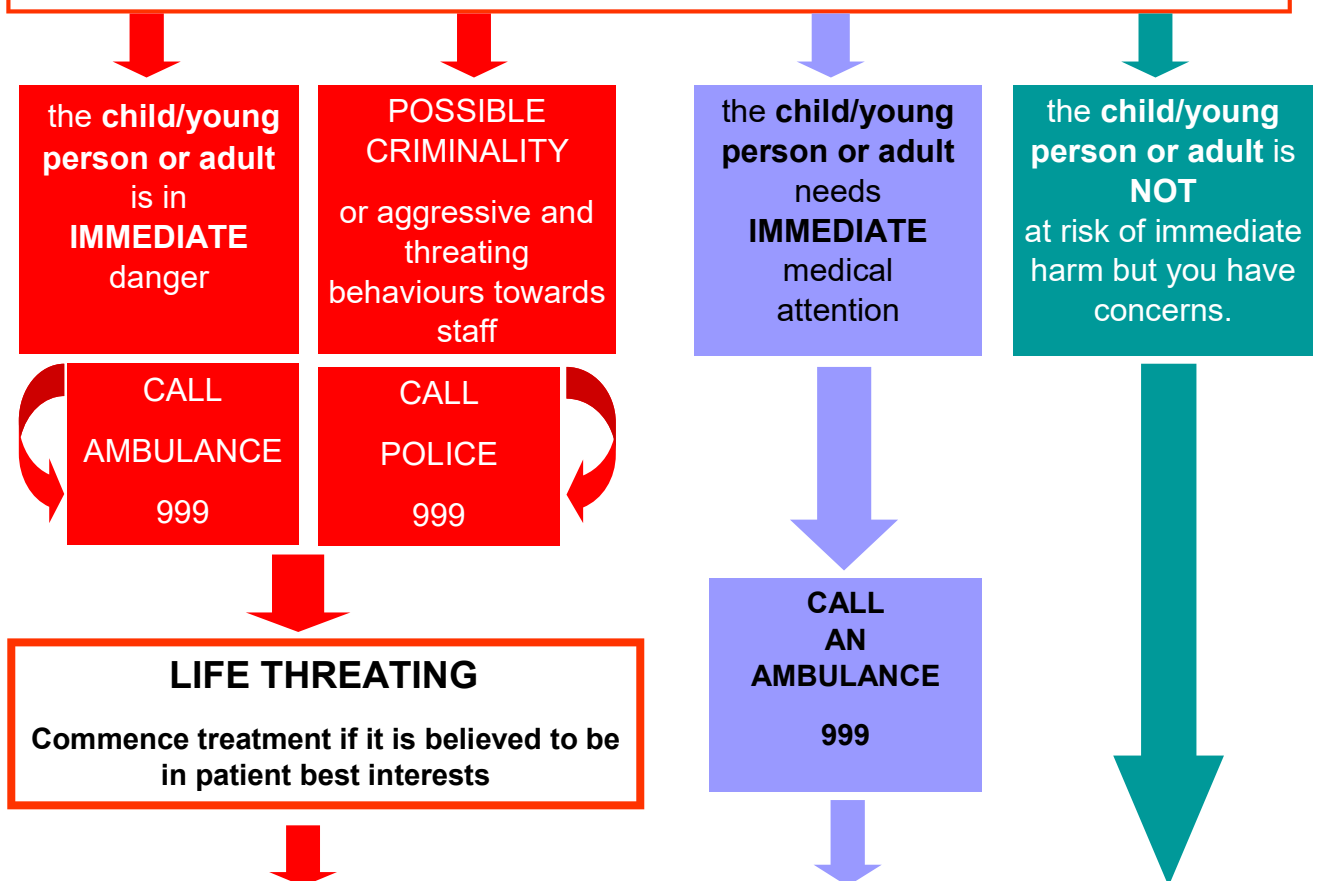 the child/young
person or adult
is in
IMMEDIATE
danger
POSSIBLE
CRIMINALITY
or aggressive and
threating
behaviours towards
staff
the child/young
person or adult
needs
IMMEDIATE
medical
attention
the child/young
person or adult is
NOT
at risk of immediate
harm but you have
concerns.
CALL
AMBULANCE
999
CALL
POLICE
999
CALL
AN
AMBULANCE
999
LIFE THREATING
Commence treatment if it is believed to be
in patient best interests